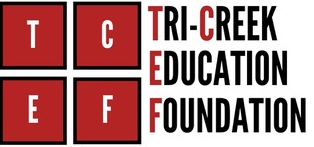 T C
E F
TRI-CREEK
EDUCATION
FOUNDATION